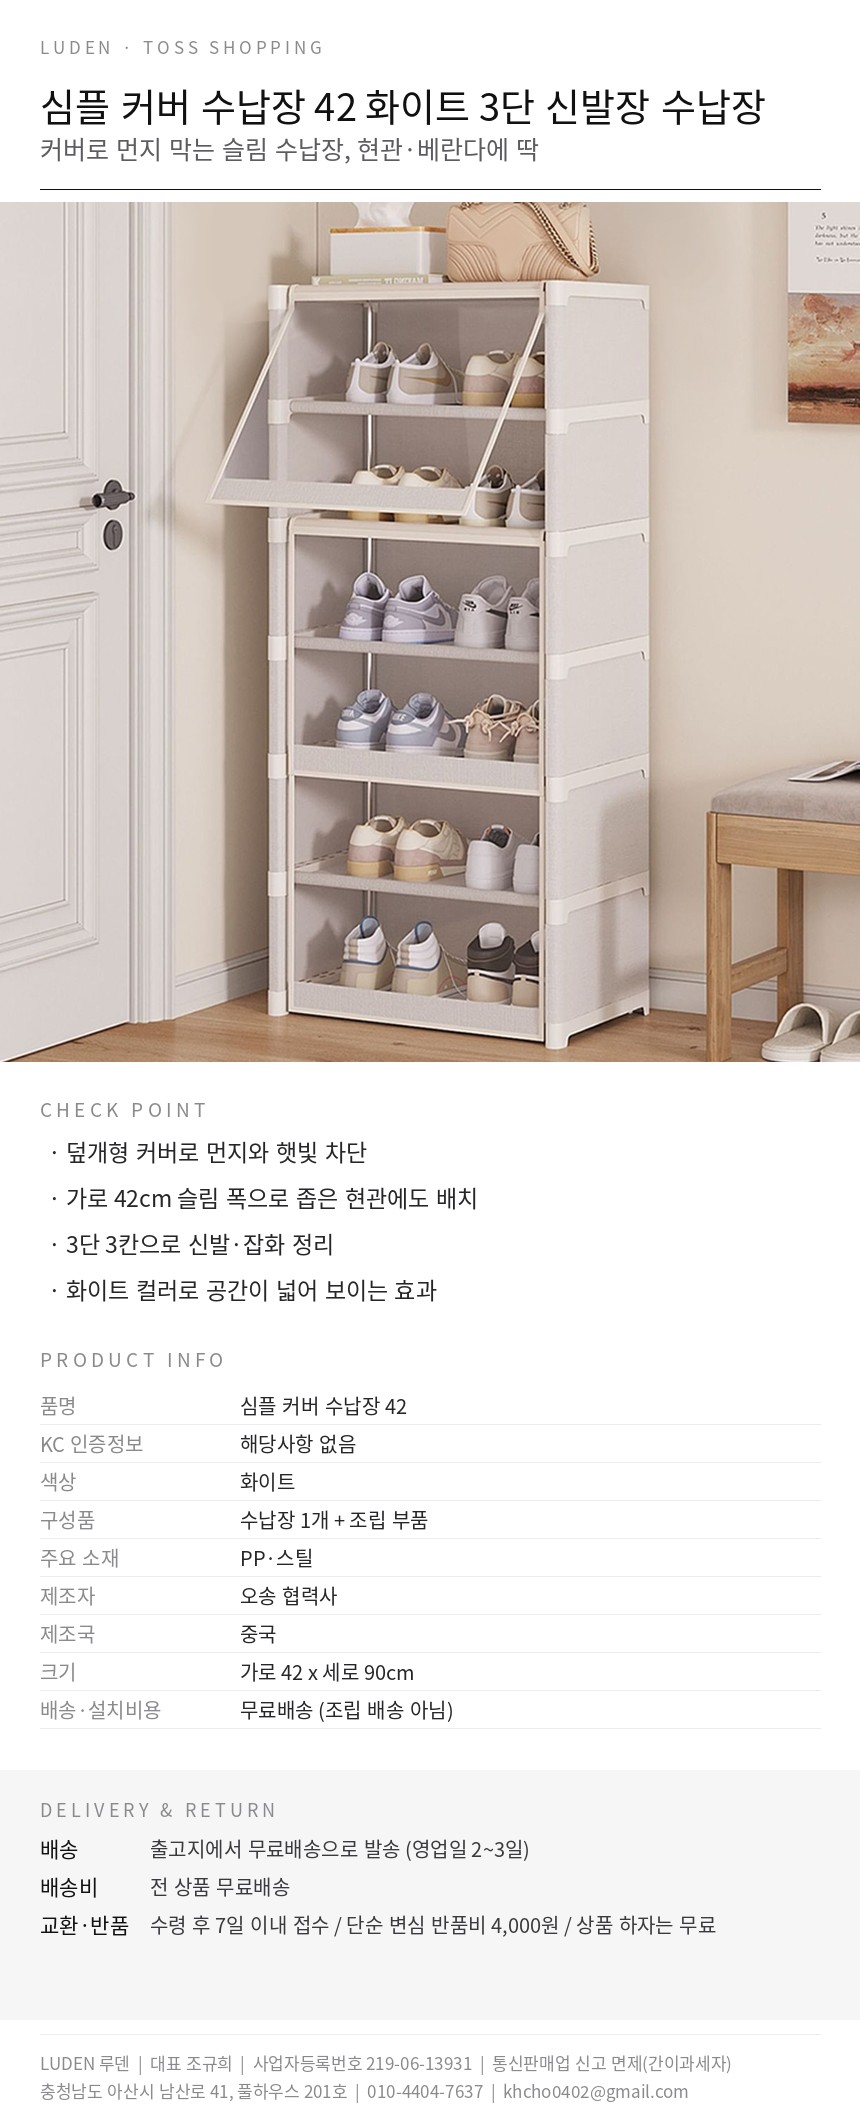 LUDEN · TOSS SHOPPING
심플 커버 수납장 42 화이트 3단 신발장 수납장
커버로 먼지 막는 슬림 수납장, 현관·베란다에 딱
5
CHECK POINT
· 덮개형 커버로 먼지와 햇빛 차단
· 가로 42cm 슬림 폭으로 좁은 현관에도 배치
· 3단 3칸으로 신발·잡화 정리
· 화이트 컬러로 공간이 넓어 보이는 효과
PRODUCT INFO
품명 심플 커버 수납장 42
KC 인증정보 해당사항 없음
색상 화이트
구성품 수납장 1개 + 조립 부품
주요 소재 PP·스틸
제조자 오송 협력사
제조국 중국
크기 가로 42 x 세로 90cm
배송·설치비용 무료배송 (조립 배송 아님)
DELIVERY & RETURN
배송 출고지에서 무료배송으로 발송 (영업일 2~3일)
배송비 전 상품 무료배송
교환·반품 수령 후 7일 이내 접수 / 단순 변심 반품비 4,000원 / 상품 하자는 무료
LUDEN 루덴 | 대표 조규희 | 사업자등록번호 219-06-13931 | 통신판매업 신고 면제(간이과세자)
충청남도 아산시 남산로 41, 풀하우스 201호 | 010-4404-7637 | khcho0402@gmail.com